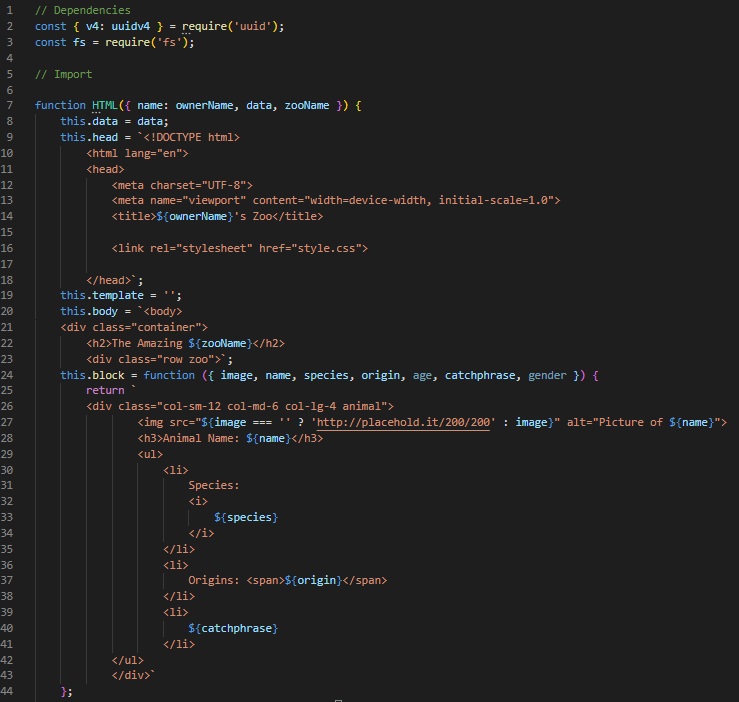 1 // Dependencies
2 const { v4: uuidv4 } = require('uuid');
3 const fs = require('fs');
4
5 // Import
6
7 function HTML({ name: ownerName, data, zooName }) {
8 this.data = data;
9 this.head = `<!DOCTYPE html>
10 <html lang="en">
11 <head>
12 <meta charset="UTF-8">
13 <meta name="viewport" content="width=device-width, initial-scale=1.0">
14 <title>${ownerName}'s Zoo</title>
15
16 <link rel="stylesheet" href="style.css">
17
18 </head>`;
19 this.template = '';
20 this.body = `<body>
21 <div class="container">
22 <h2>The Amazing ${zooName}</h2>
23 <div class="row zoo">`;
24 this.block = function ({ image, name, species, origin, age, catchphrase, gender }) {
25 return `
26 <div class="col-sm-12 col-md-6 col-lg-4 animal">
27 <img src="${image === '' ? 'http://placehold.it/200/200' : image}" alt="Picture of ${name}">
28 <h3>Animal Name: ${name}</h3>
29 <ul>
30 <li>
31 Species:
32 <i>
33 ${species}
34 </i>
35 </li>
36 <li>
37 Origins: <span>${origin}</span>
38 </li>
39 <li>
40 ${catchphrase}
41 </li>
42 </ul>
43 </div>`
44 };